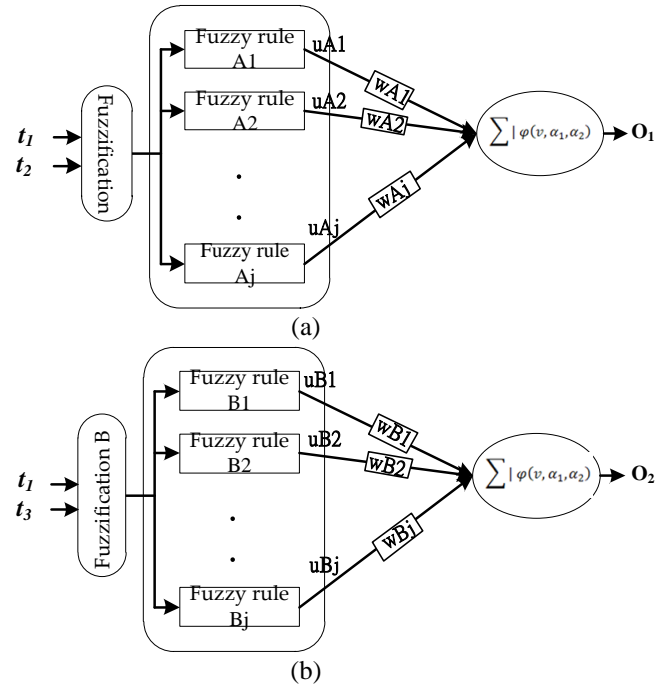 Fuzzy rule
A1
uA1
wA1
Fuzzification
t1
t2
Fuzzy rule
A2
uA2
wA2
∑ | φ(v, α1, α2)
O1
.
.
wAj
uAj
Fuzzy rule
Aj
(a)
Fuzzy rule
B1
uB1
wB1
Fuzzification B
t1
t3
Fuzzy rule
B2
uB2
wB2
∑ | φ(v, α1, α2)
O2
.
.
wBj
uBj
Fuzzy rule
Bj
(b)